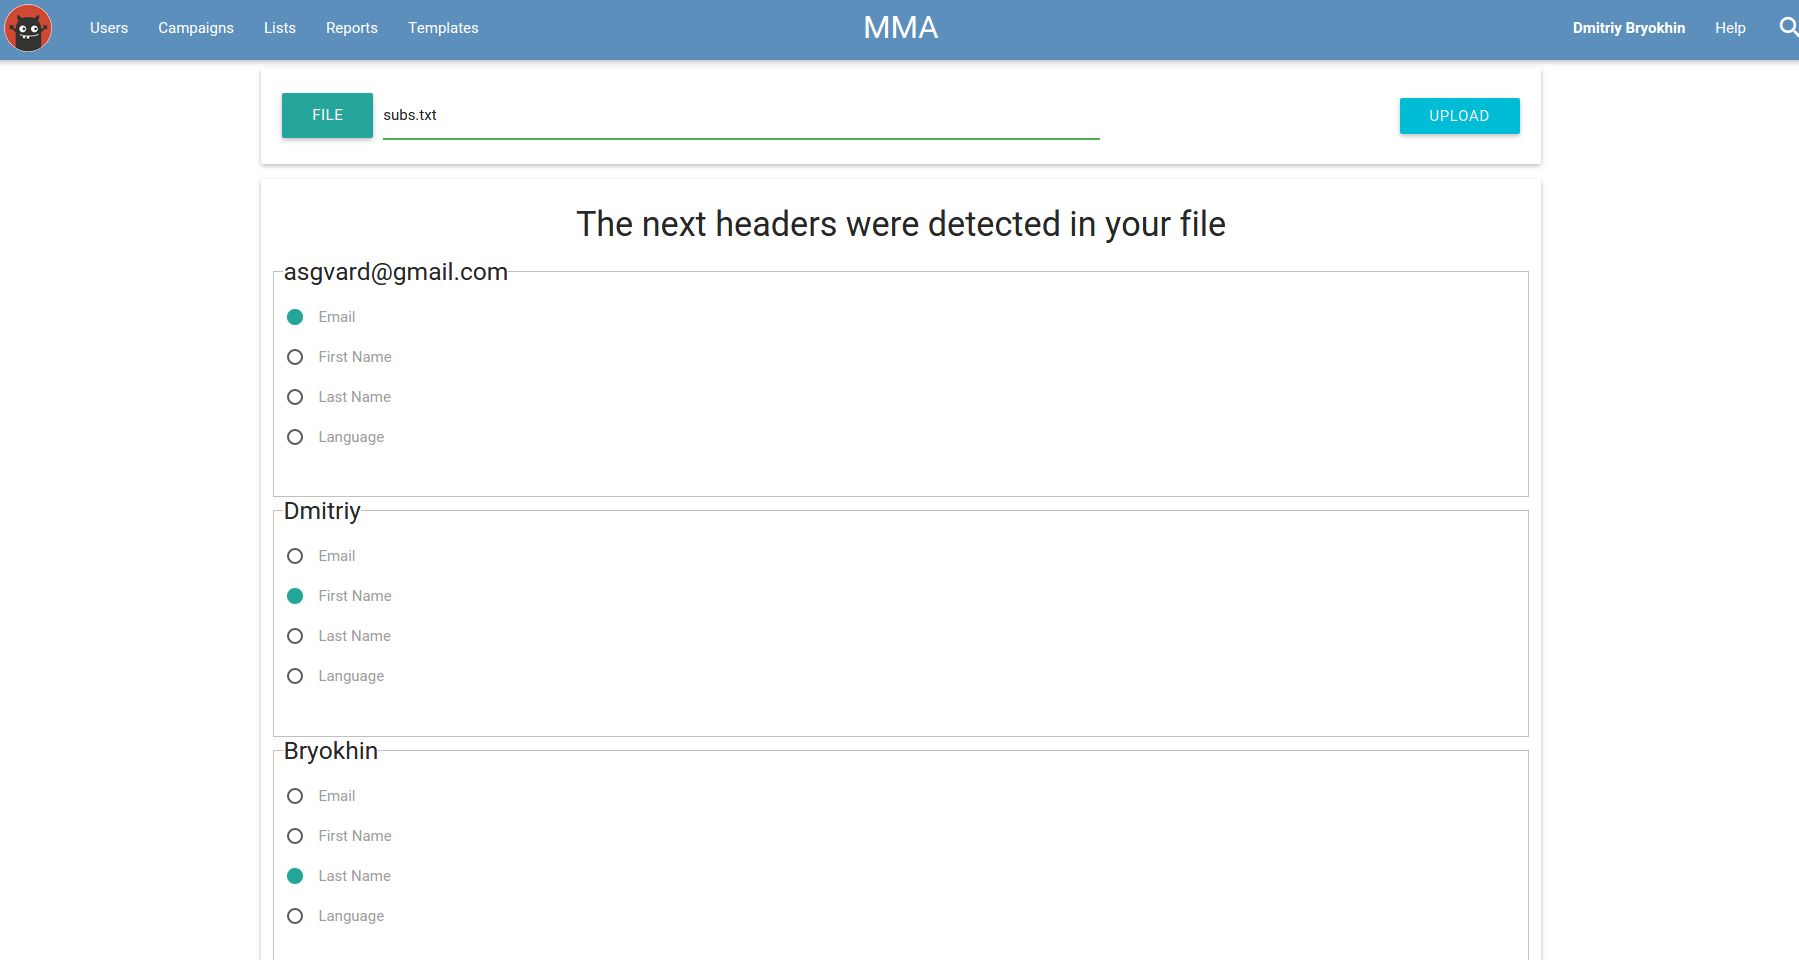 Users Campaigns Lists Reports Templates MMA Dmitriy Bryokhin Help
FILE subs.txt UPLOAD
The next headers were detected in your file
asgvard@gmail.com
Email
First Name
Last Name
Language
Dmitriy
Email
First Name
Last Name
Language
Bryokhin
Email
First Name
Last Name
Language